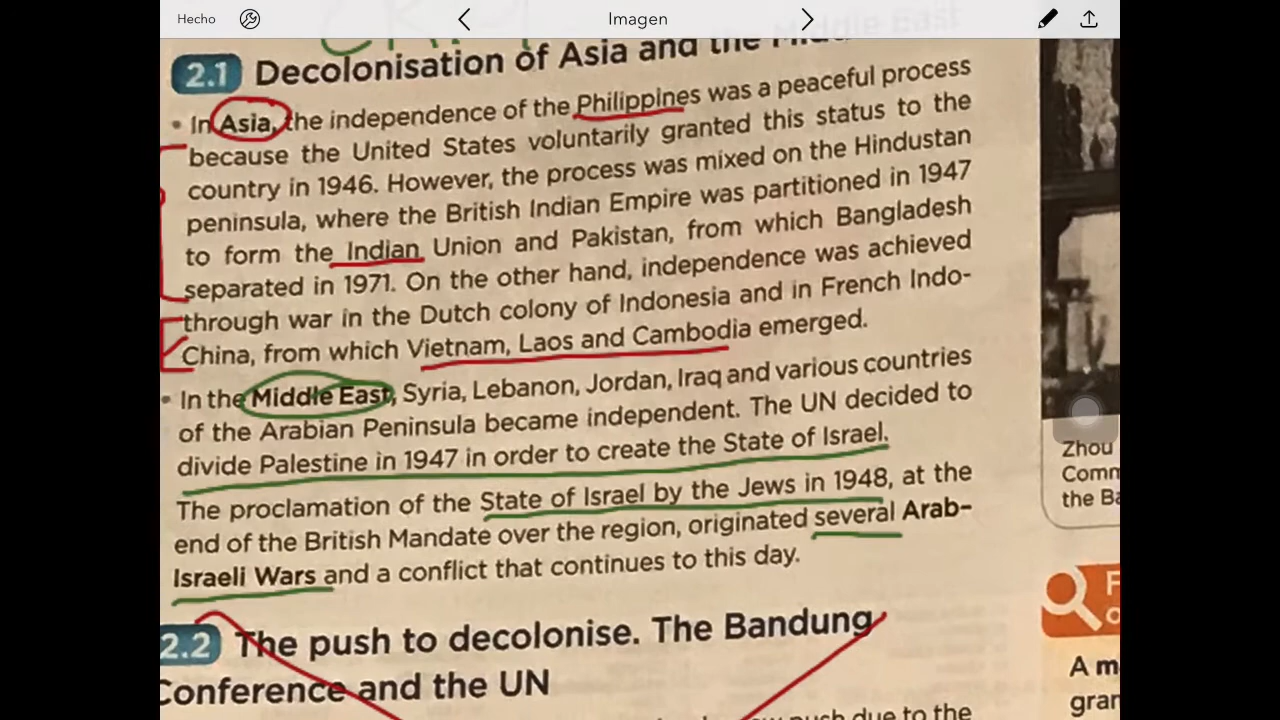 Hecho
Imagen
2.1 Decolonisation of Asia and the
• In Asia, the independence of the Philippines was a peaceful process
because the United States voluntarily granted this status to the
country in 1946. However, the process was mixed on the Hindustan
peninsula, where the British Indian Empire was partitioned in 1947
to form the Indian Union and Pakistan, from which Bangladesh
separated in 1971. On the other hand, independence was achieved
through war in the Dutch colony of Indonesia and in French Indo-
China, from which Vietnam, Laos and Cambodia emerged.
• In the Middle East, Syria, Lebanon, Jordan, Iraq and various countries
of the Arabian Peninsula became independent. The UN decided to
divide Palestine in 1947 in order to create the State of Israel.
The proclamation of the State of Israel by the Jews in 1948, at the
end of the British Mandate over the region, originated several Arab-
Israeli Wars and a conflict that continues to this day.
2.2 The push to decolonise. The Bandung
Conference and the UN
push due to the
Zhou
Comm
the Ba
F
o
A m
gran